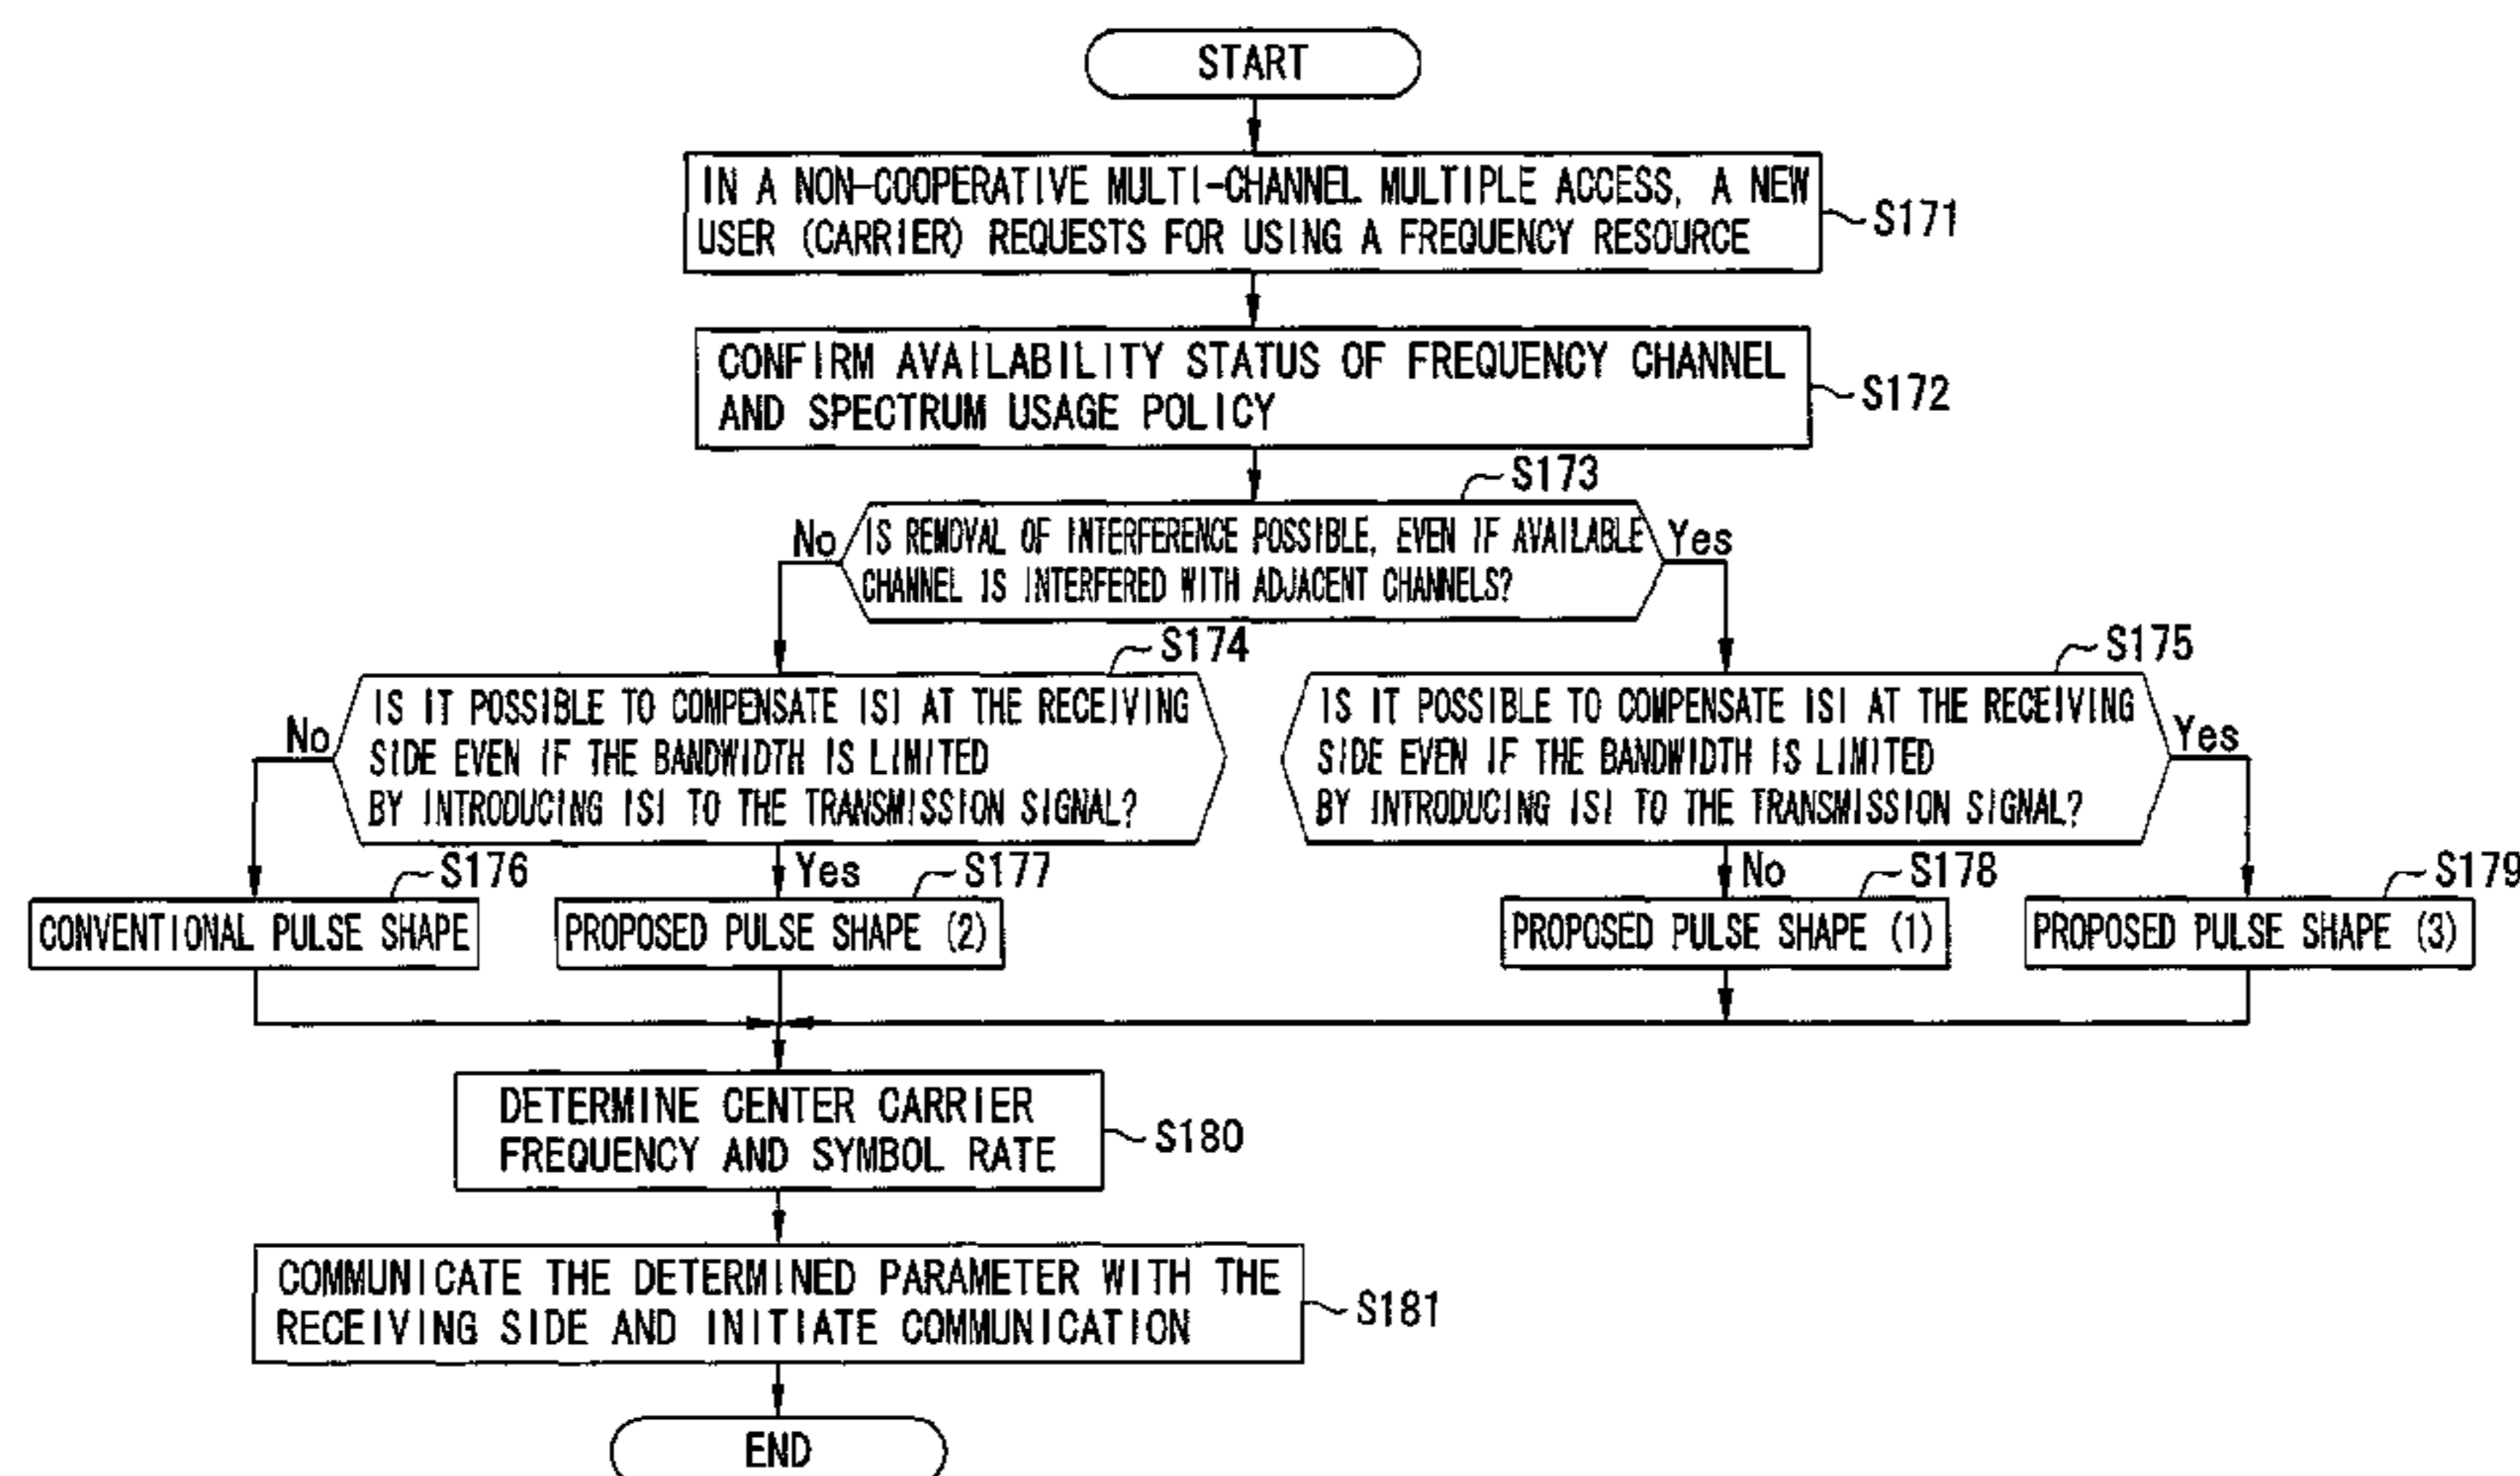 START
IN A NON-COOPERATIVE MULTI-CHANNEL MULTIPLE ACCESS, A NEW
USER (CARRIER) REQUESTS FOR USING A FREQUENCY RESOURCE
S171
CONFIRM AVAILABILITY STATUS OF FREQUENCY CHANNEL
AND SPECTRUM USAGE POLICY
S172
S173
No
IS REMOVAL OF INTERFERENCE POSSIBLE, EVEN IF AVAILABLE
CHANNEL IS INTERFERED WITH ADJACENT CHANNELS?
Yes
S174
No
IS IT POSSIBLE TO COMPENSATE ISI AT THE RECEIVING
SIDE EVEN IF THE BANDWIDTH IS LIMITED
BY INTRODUCING ISI TO THE TRANSMISSION SIGNAL?
S175
IS IT POSSIBLE TO COMPENSATE ISI AT THE RECEIVING
SIDE EVEN IF THE BANDWIDTH IS LIMITED
BY INTRODUCING ISI TO THE TRANSMISSION SIGNAL?
Yes
S176
CONVENTIONAL PULSE SHAPE
Yes
S177
PROPOSED PULSE SHAPE (2)
No
S178
PROPOSED PULSE SHAPE (1)
S179
PROPOSED PULSE SHAPE (3)
DETERMINE CENTER CARRIER
FREQUENCY AND SYMBOL RATE
S180
COMMUNICATE THE DETERMINED PARAMETER WITH THE
RECEIVING SIDE AND INITIATE COMMUNICATION
S181
END